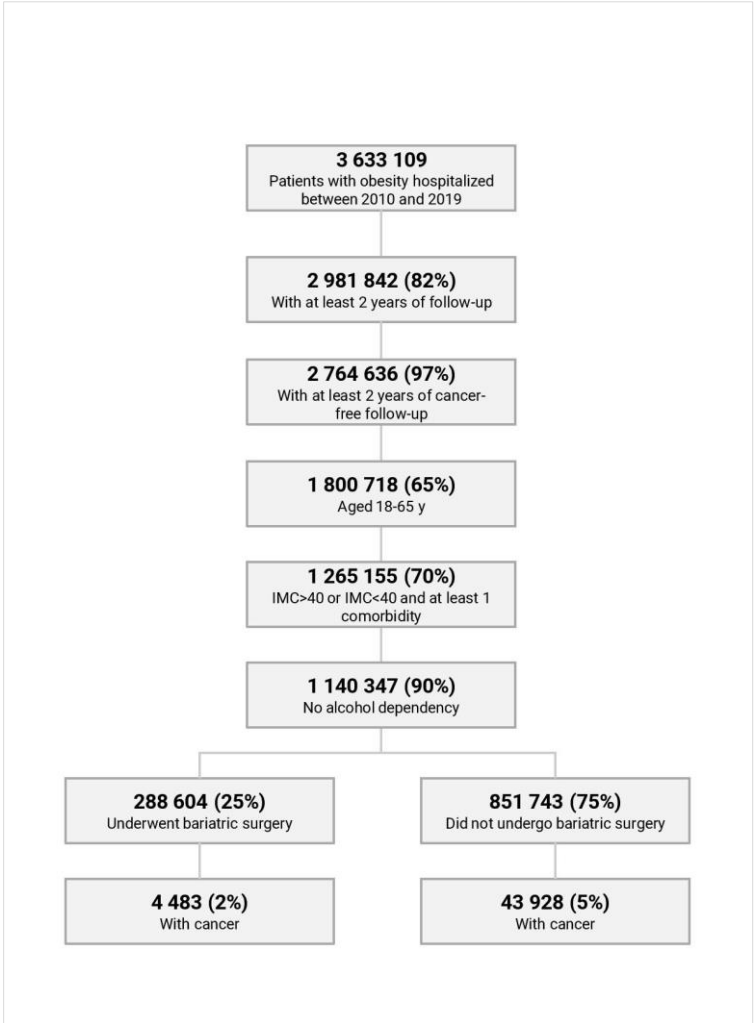 3 633 109
Patients with obesity hospitalized
between 2010 and 2019
2 981 842 (82%)
With at least 2 years of follow-up
2 764 636 (97%)
With at least 2 years of cancer-
free follow-up
1 800 718 (65%)
Aged 18-65 y
1 265 155 (70%)
IMC>40 or IMC<40 and at least 1
comorbidity
1 140 347 (90%)
No alcohol dependency
288 604 (25%)
Underwent bariatric surgery
851 743 (75%)
Did not undergo bariatric surgery
4 483 (2%)
With cancer
43 928 (5%)
With cancer